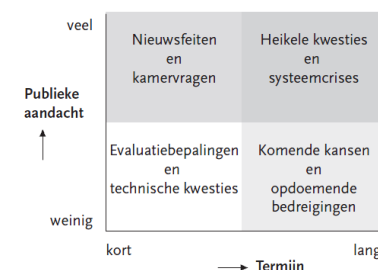 veel
Nieuwsfeiten
en
kamervragen
Heikele kwesties
en
systeemcrises
Publieke
aandacht
Evaluatiebepalingen
en
technische kwesties
Komende kansen
en
opdoemende
bedreigingen
weinig
kort
lang
Termijn